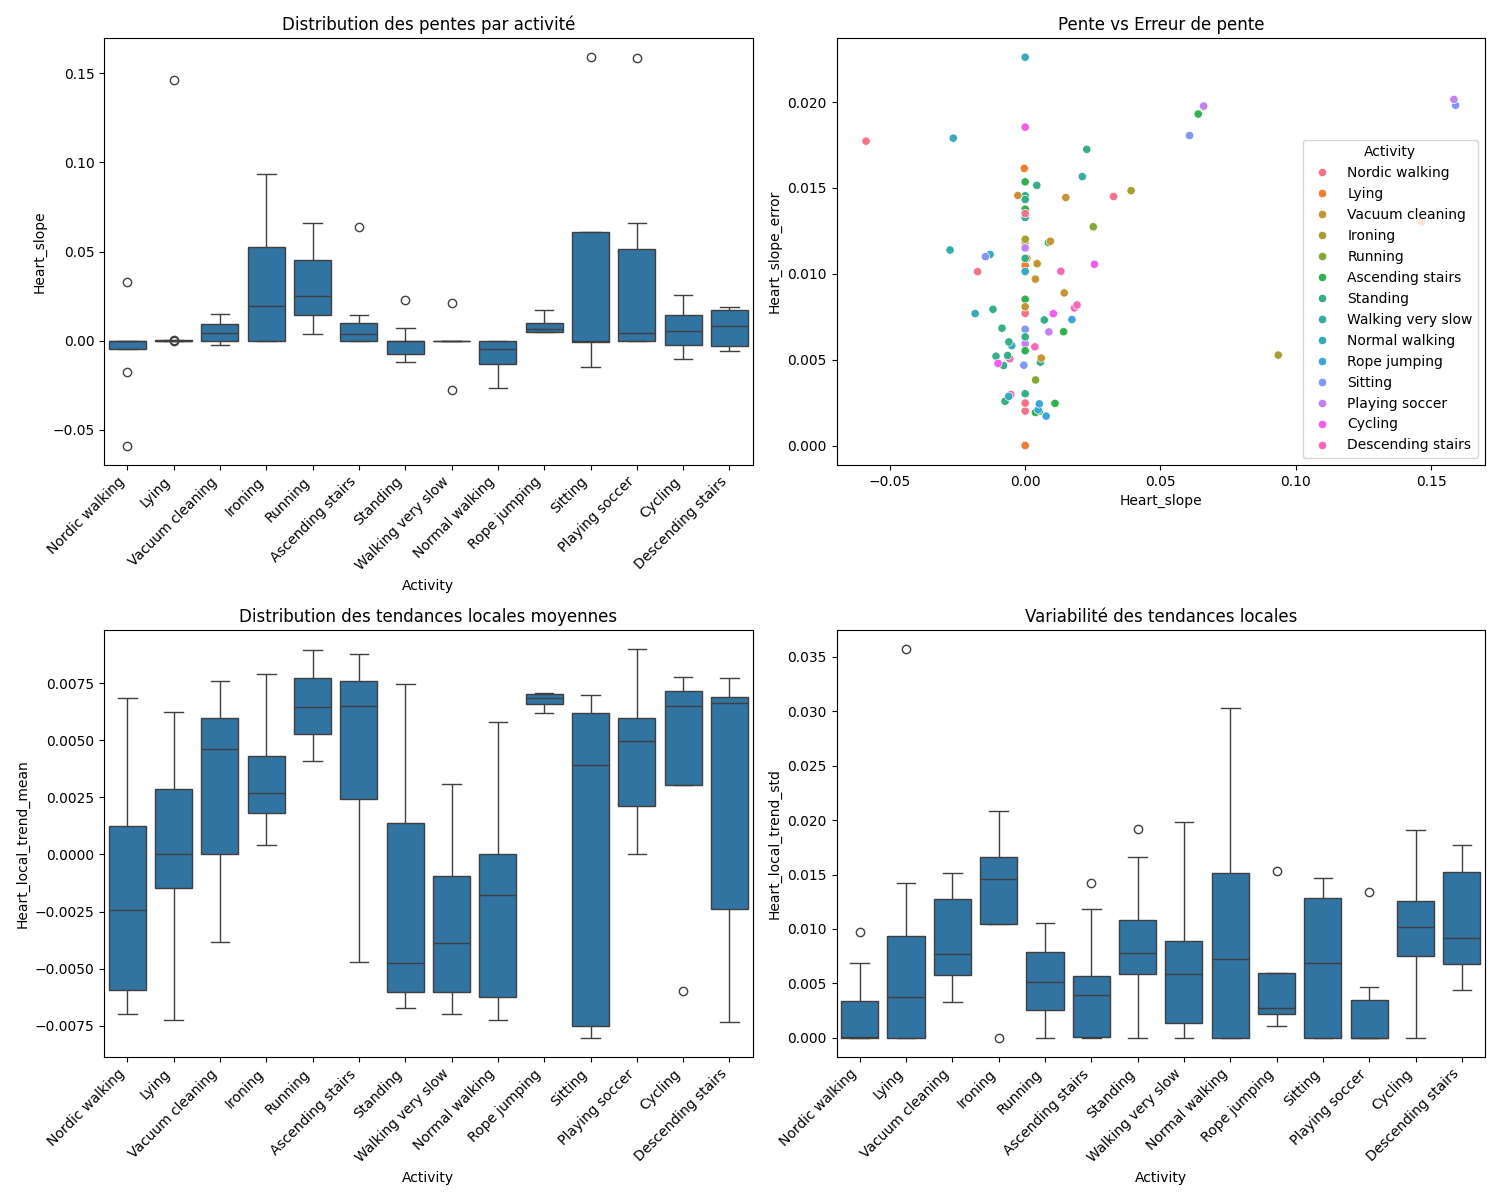 Distribution des pentes par activité
Heart_slope
0.15
0.10
0.05
0.00
−0.05
Nordic walking
Lying
Vacuum cleaning
Ironing
Running
Ascending stairs
Standing
Walking very slow
Normal walking
Rope jumping
Sitting
Playing soccer
Cycling
Descending stairs
Activity
Pente vs Erreur de pente
Heart_slope_error
0.020
0.015
0.010
0.005
0.000
−0.05
0.00
0.05
0.10
0.15
Heart_slope
Activity
Nordic walking
Lying
Vacuum cleaning
Ironing
Running
Ascending stairs
Standing
Walking very slow
Normal walking
Rope jumping
Sitting
Playing soccer
Cycling
Descending stairs
Distribution des tendances locales moyennes
Heart_local_trend_mean
0.0075
0.0050
0.0025
0.0000
−0.0025
−0.0050
−0.0075
Nordic walking
Lying
Vacuum cleaning
Ironing
Running
Ascending stairs
Standing
Walking very slow
Normal walking
Rope jumping
Sitting
Playing soccer
Cycling
Descending stairs
Activity
Variabilité des tendances locales
Heart_local_trend_std
0.035
0.030
0.025
0.020
0.015
0.010
0.005
0.000
Nordic walking
Lying
Vacuum cleaning
Ironing
Running
Ascending stairs
Standing
Walking very slow
Normal walking
Rope jumping
Sitting
Playing soccer
Cycling
Descending stairs
Activity